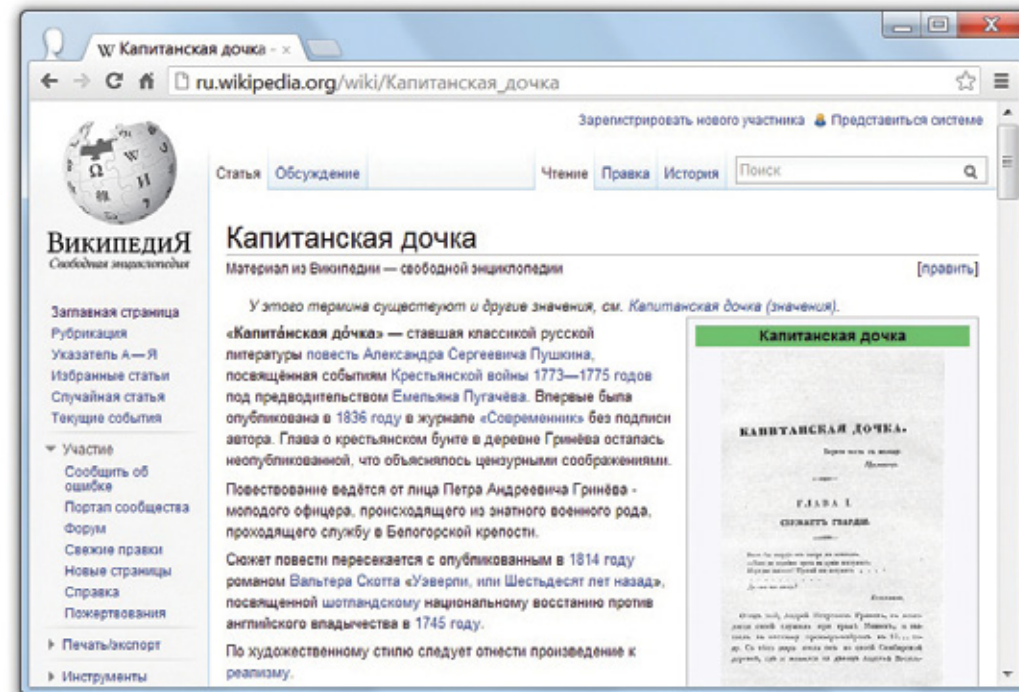 Капитанская дочка -
ru.wikipedia.org/wiki/Капитанская_дочка
Зарегистрировать нового участника Представиться системе
Статья Обсуждение Чтение Правка История Поиск
ВикипедиЯ
Свободная энциклопедия
Заглавная страница
Рубрикация
Указатель А — Я
Избранные статьи
Случайная статья
Текущие события
Участие
Сообщить об
ошибке
Портал сообщества
Форум
Свежие правки
Новые страницы
Справка
Пожертвования
Печать/экспорт
Инструменты
Капитанская дочка
Материал из Википедии — свободной энциклопедии [править]
У этого термина существуют и другие значения, см. Капитанская дочка (значения).
«Капита́нская до́чка» — ставшая классикой русской
литературы повесть Александра Сергеевича Пушкина,
посвящённая событиям Крестьянской войны 1773—1775 годов
под предводительством Емельяна Пугачёва. Впервые была
опубликована в 1836 году в журнале «Современник» без подписи
автора. Глава о крестьянском бунте в деревне Гринёва осталась
неопубликованной, что объяснялось цензурными соображениями.
Повествование ведётся от лица Петра Андреевича Гринёва -
молодого офицера, происходящего из знатного военного рода,
проходящего службу в Белогорской крепости.
Сюжет повести пересекается с опубликованным в 1814 году
романом Вальтера Скотта «Уэверли, или Шестьдесят лет назад»,
посвященной шотландскому национальному восстанию против
английского владычества в 1745 году.
По художественному стилю следует отнести произведение к
реализму.
Капитанская дочка
КАПИТАНСКАЯ ДОЧКА.
ГЛАВА I.
СЕРЖАНТЪ ГВАРДІИ.